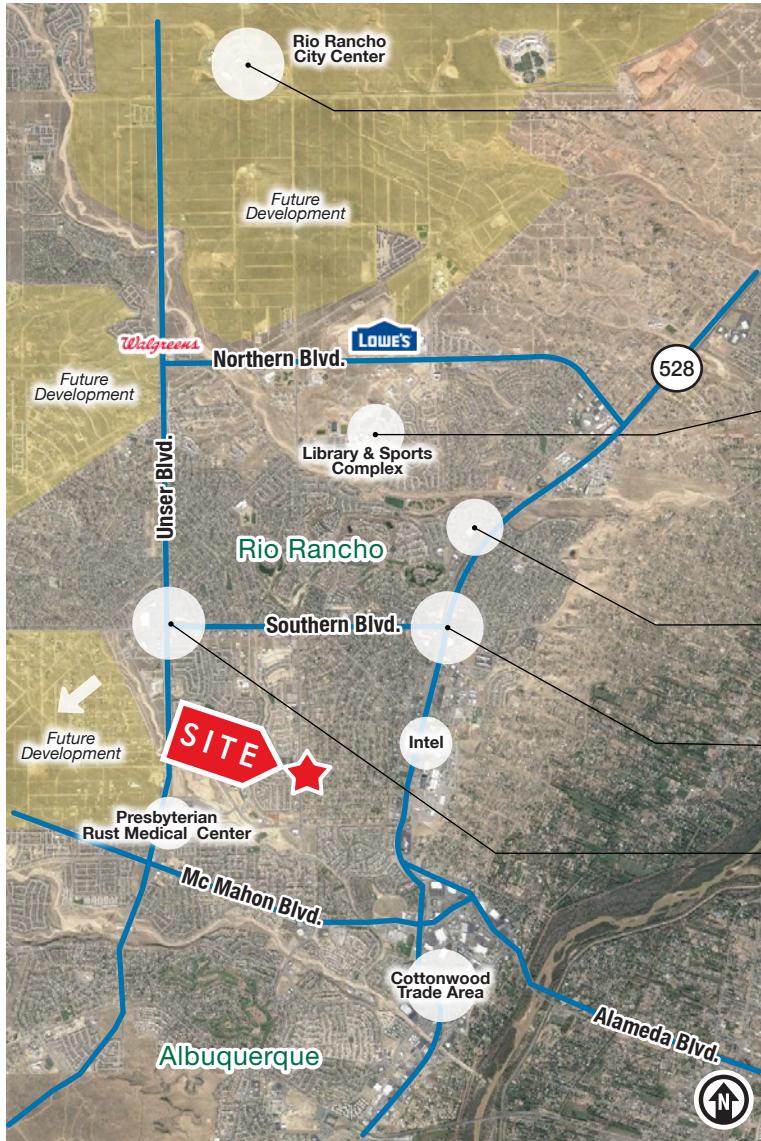 Rio Rancho
City Center
Future
Development
Walgreens
LOWE'S
Northern Blvd.
528
Future
Development
Library & Sports
Complex
Unser Blvd.
Rio Rancho
Southern Blvd.
SITE
Future
Development
Intel
Presbyterian
Rust Medical Center
Mc Mahon Blvd.
Cottonwood
Trade Area
Alameda Blvd.
Albuquerque
N